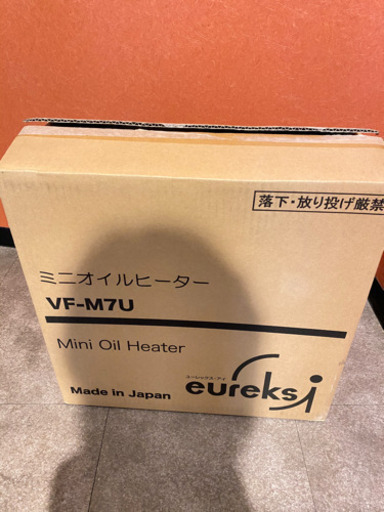 落下・放り投げ厳禁
ミニオイルヒーター
VF-M7U
Mini Oil Heater
ユーレックス・アイ
eureks i
Made in Japan